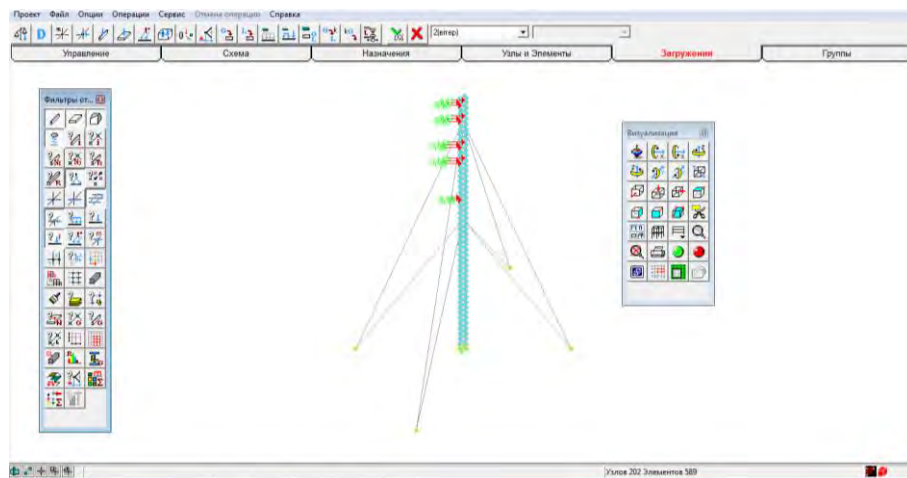 Проект Файл Опции Операции Сервис Отмена операции Справка
2(ветер)
Управление Схема Назначения Узлы и Элементы Загружения Группы
Фильтры от...
Визуализация
Узлов 202 Элементов 589